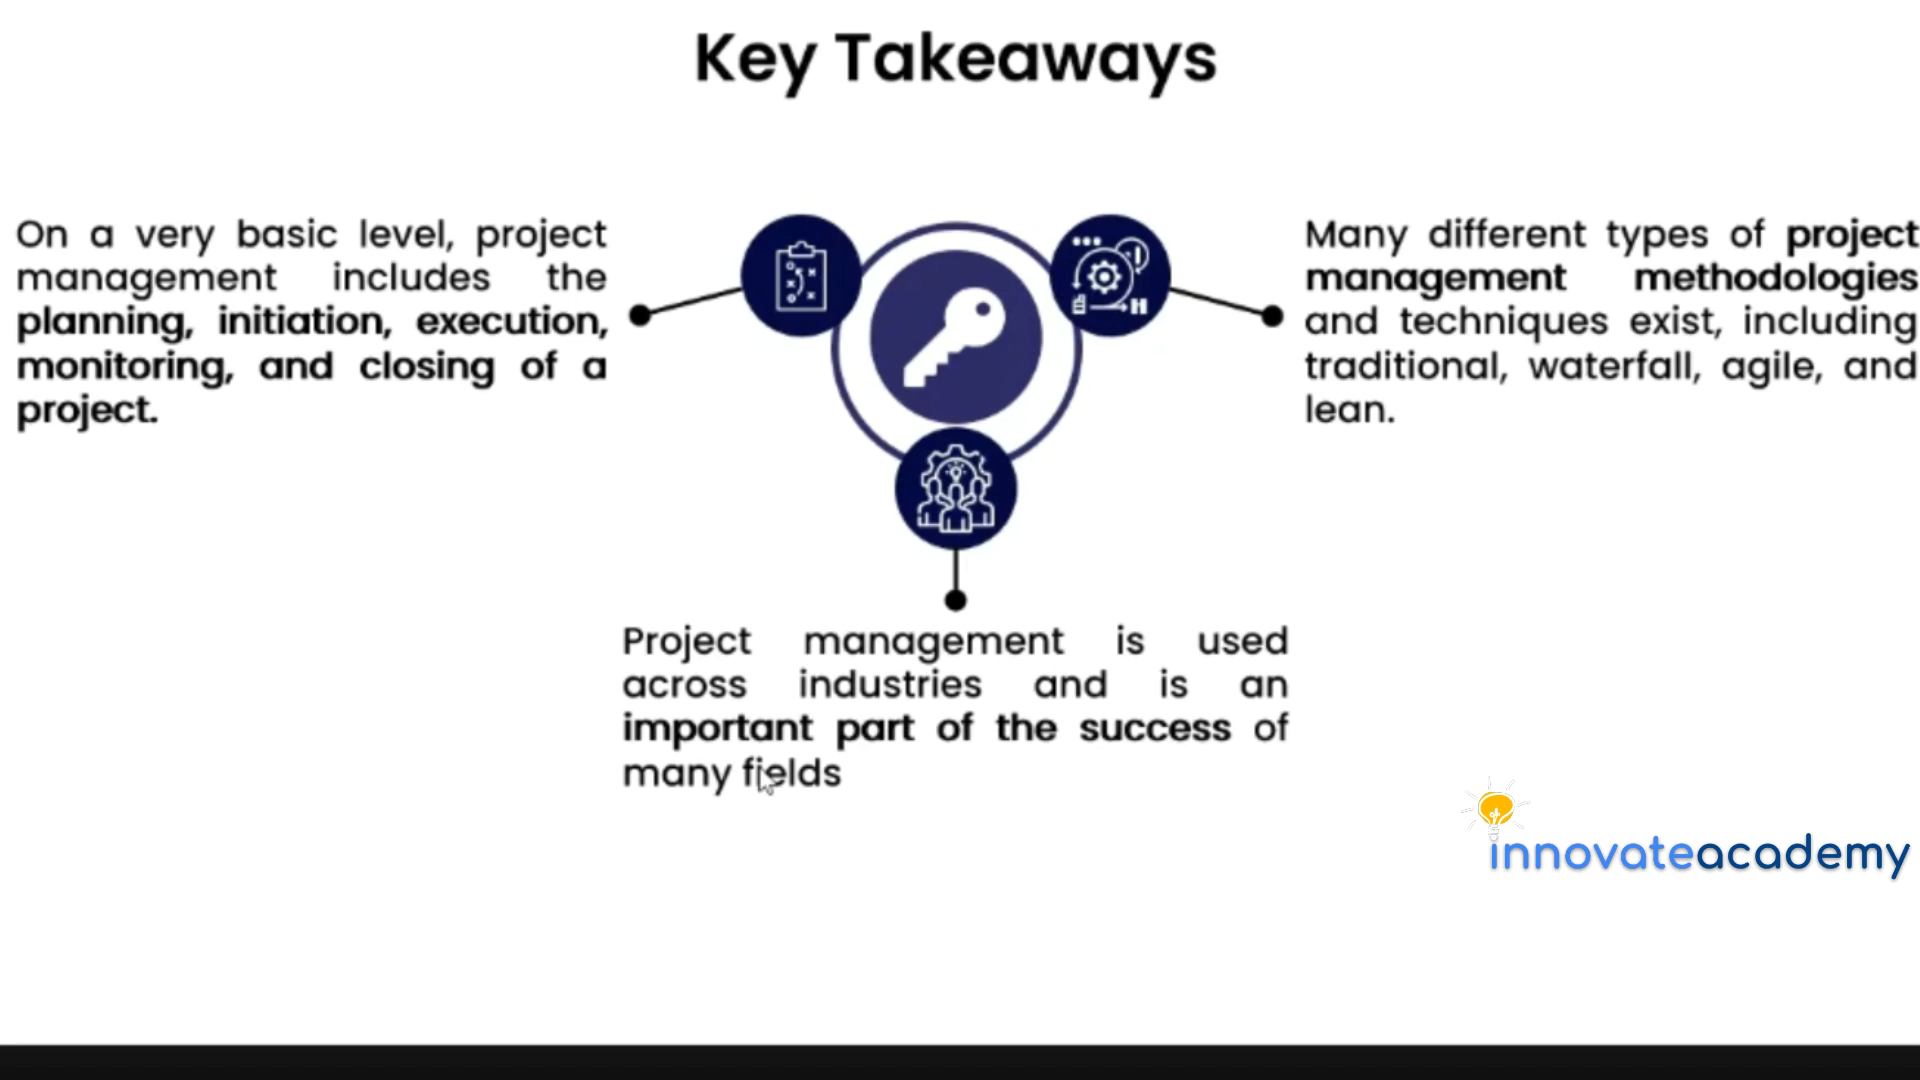 Key Takeaways
On a very basic level, project
management includes the
planning, initiation, execution,
monitoring, and closing of a
project.
Many different types of project
management methodologies
and techniques exist, including
traditional, waterfall, agile, and
lean.
Project management is used
across industries and is an
important part of the success of
many fields
innovateacademy